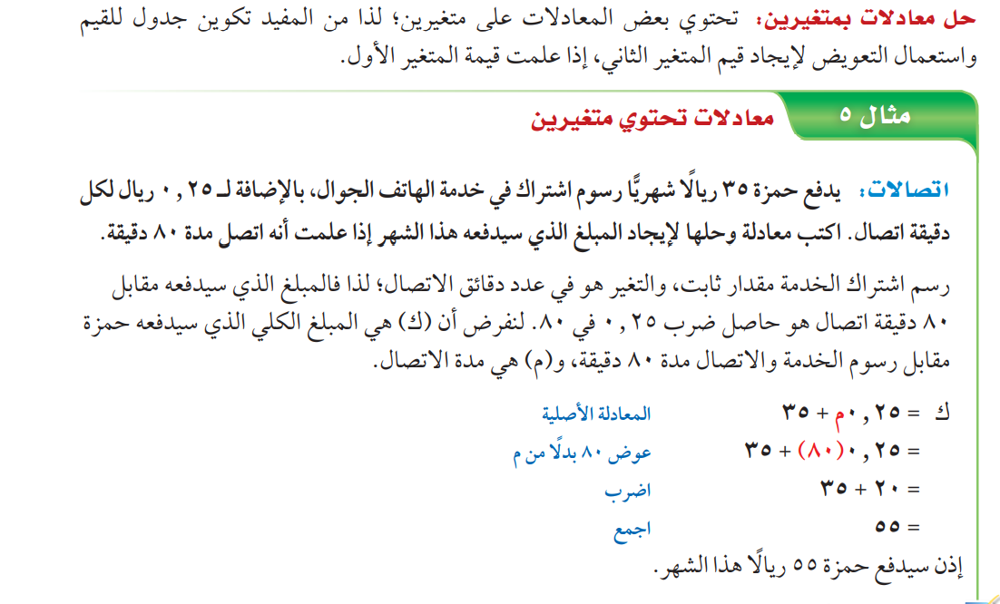 حل معادلات بمتغيرين: تحتوي بعض المعادلات على متغيرين؛ لذا من المفيد تكوين جدول للقيم
واستعمال التعويض لإيجاد قيم المتغير الثاني، إذا علمت قيمة المتغير الأول.
مثال ٥
معادلات تحتوي متغيرين
اتصالات: يدفع حمزة ٣٥ ريالًا شهريًّا رسوم اشتراك في خدمة الهاتف الجوال، بالإضافة لـ ٠,٢٥ ريال لكل
دقيقة اتصال. اكتب معادلة وحلها لإيجاد المبلغ الذي سيدفعه هذا الشهر إذا علمت أنه اتصل مدة ٨٠ دقيقة.
رسم اشتراك الخدمة مقدار ثابت، والتغير هو في عدد دقائق الاتصال؛ لذا فالمبلغ الذي سيدفعه مقابل
٨٠ دقيقة اتصال هو حاصل ضرب ٠,٢٥ في ٨٠. لنفرض أن (ك) هي المبلغ الكلي الذي سيدفعه حمزة
مقابل رسوم الخدمة والاتصال مدة ٨٠ دقيقة، و(م) هي مدة الاتصال.
ك = ٠,٢٥م + ٣٥ المعادلة الأصلية
= ٠,٢٥(٨٠) + ٣٥ عوض ٨٠ بدلًا من م
= ٢٠ + ٣٥ اضرب
= ٥٥ اجمع
إذن سيدفع حمزة ٥٥ ريالًا هذا الشهر.